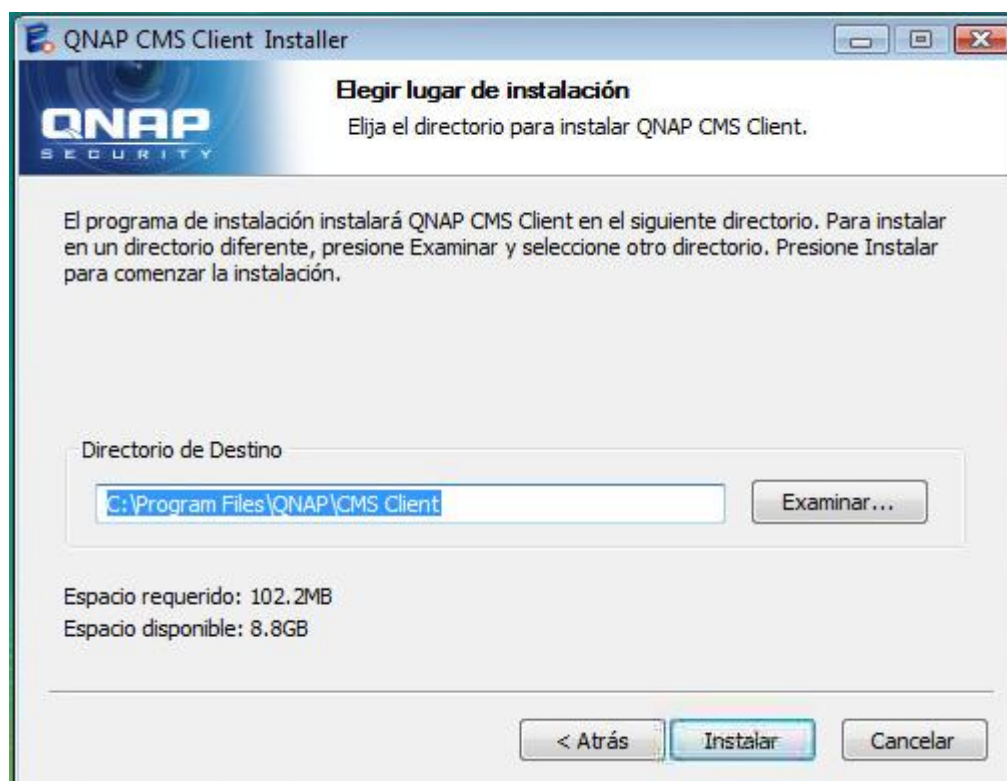 QNAP CMS Client Installer
QNAP
SECURITY
Elegir lugar de instalación
Elija el directorio para instalar QNAP CMS Client.
El programa de instalación instalará QNAP CMS Client en el siguiente directorio. Para instalar
en un directorio diferente, presione Examinar y seleccione otro directorio. Presione Instalar
para comenzar la instalación.
Directorio de Destino
C:\Program Files\QNAP\CMS Client
Examinar...
Espacio requerido: 102.2MB
Espacio disponible: 8.8GB
< Atrás
Instalar
Cancelar